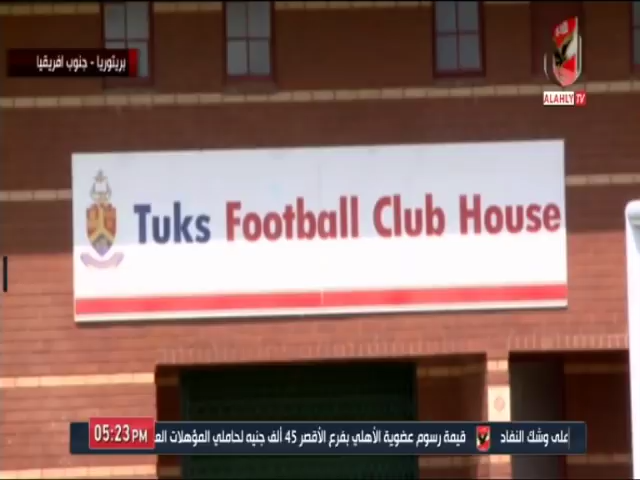 بريتوريا - جنوب افريقيا
ALAHLY TV
Tuks Football Club House
05:23 PM
على وشك النفاد
قيمة رسوم عضوية الأهلي بفرع الأقصر 45 ألف جنيه لحاملي المؤهلات